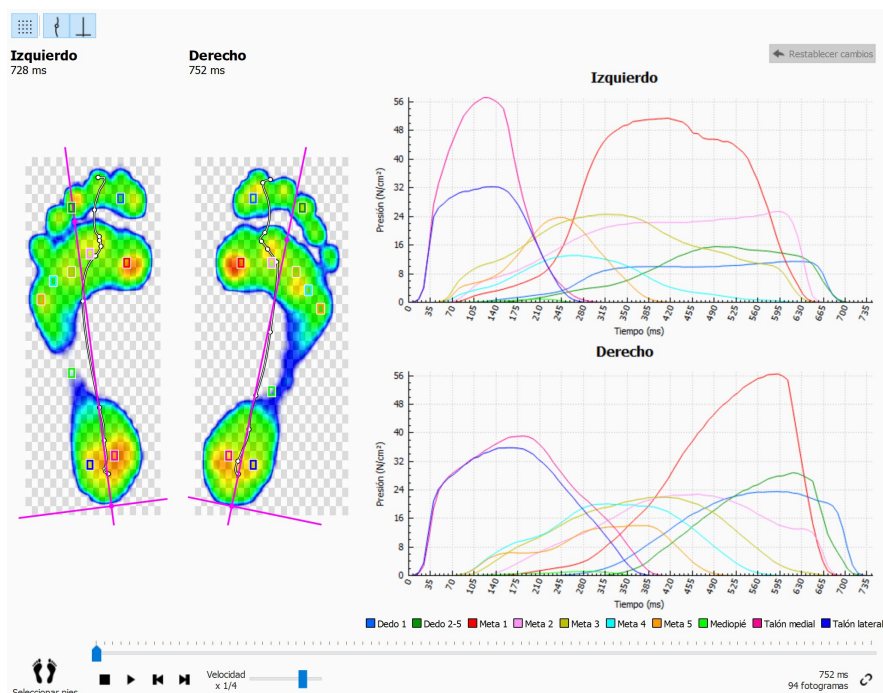 Izquierdo
728 ms
Derecho
752 ms
Restablecer cambios
Izquierdo
Presión (N/cm²)
56
48
40
32
24
16
8
0
0 35 70 105 140 175 210 245 280 315 350 385 420 455 490 525 560 595 630 665 700 735
Tiempo (ms)
Derecho
Presión (N/cm²)
56
48
40
32
24
16
8
0
0 35 70 105 140 175 210 245 280 315 350 385 420 455 490 525 560 595 630 665 700 735
Tiempo (ms)
Dedo 1 Dedo 2-5 Meta 1 Meta 2 Meta 3 Meta 4 Meta 5 Mediopié Talón medial Talón lateral
Seleccionar pies
Velocidad
x 1/4
752 ms
94 fotogramas